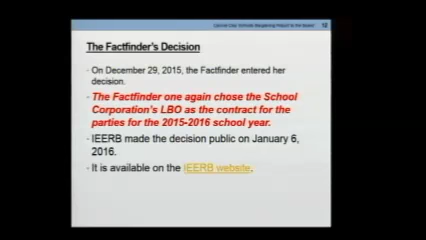 The Factfinder's Decision
On December 29, 2015, the Factfinder entered her
decision.
The Factfinder one again chose the School
Corporation's LBO as the contract for the
parties for the 2015-2016 school year.
IEERB made the decision public on January 6,
2016.
It is available on the IEERB website.